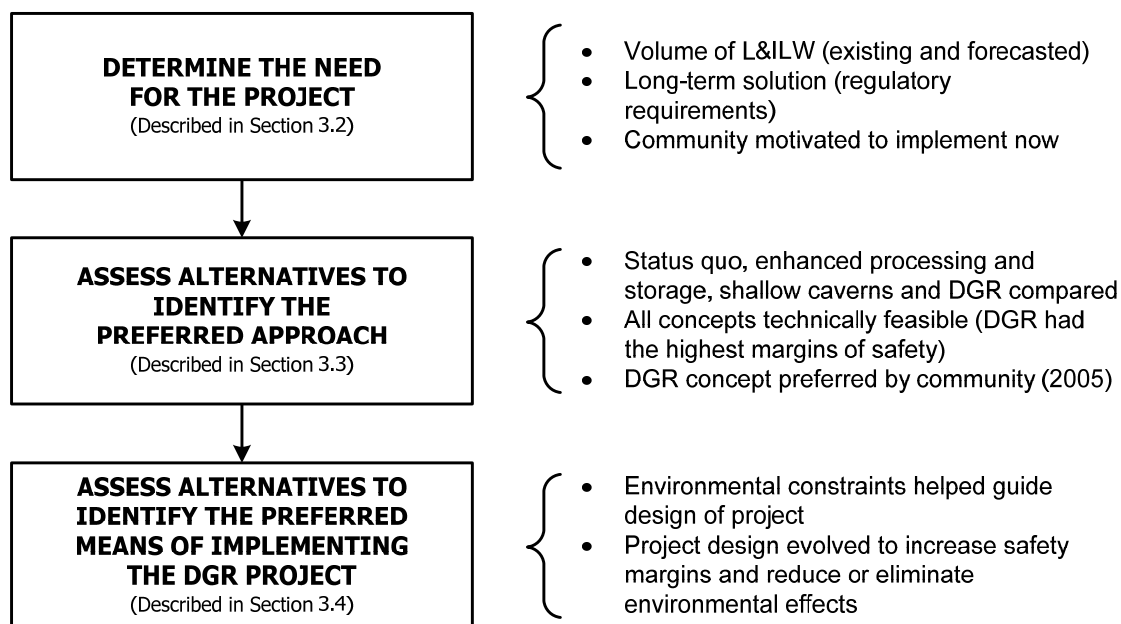 DETERMINE THE NEED
FOR THE PROJECT
(Described in Section 3.2)
• Volume of L&ILW (existing and forecasted)
• Long-term solution (regulatory
requirements)
• Community motivated to implement now
ASSESS ALTERNATIVES TO
IDENTIFY THE
PREFERRED APPROACH
(Described in Section 3.3)
• Status quo, enhanced processing and
storage, shallow caverns and DGR compared
• All concepts technically feasible (DGR had
the highest margins of safety)
• DGR concept preferred by community (2005)
ASSESS ALTERNATIVES TO
IDENTIFY THE PREFERRED
MEANS OF IMPLEMENTING
THE DGR PROJECT
(Described in Section 3.4)
• Environmental constraints helped guide
design of project
• Project design evolved to increase safety
margins and reduce or eliminate
environmental effects